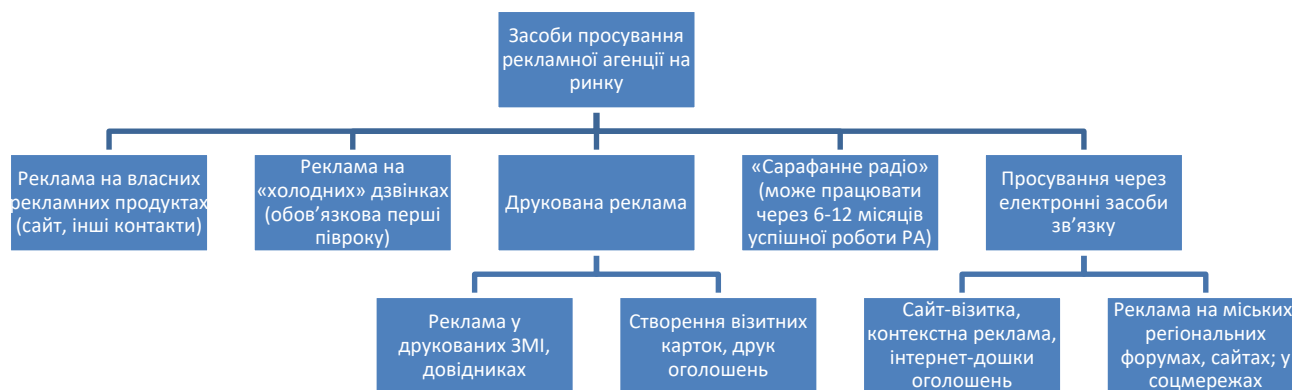 Засоби просування
рекламної агенції на
ринку
Реклама на власних
рекламних продуктах
(сайт, інші контакти)
Реклама на
«холодних» дзвінках
(обов’язкова перші
півроку)
Друкована реклама
«Сарафанне радіо»
(може працювати
через 6-12 місяців
успішної роботи РА)
Просування через
електронні засоби
зв’язку
Реклама у
друкованих ЗМІ,
довідниках
Створення візитних
карток, друк
оголошень
Сайт-візитка,
контекстна реклама,
інтернет-дошки
оголошень
Реклама на міських
регіональних
форумах, сайтах; у
соцмережах